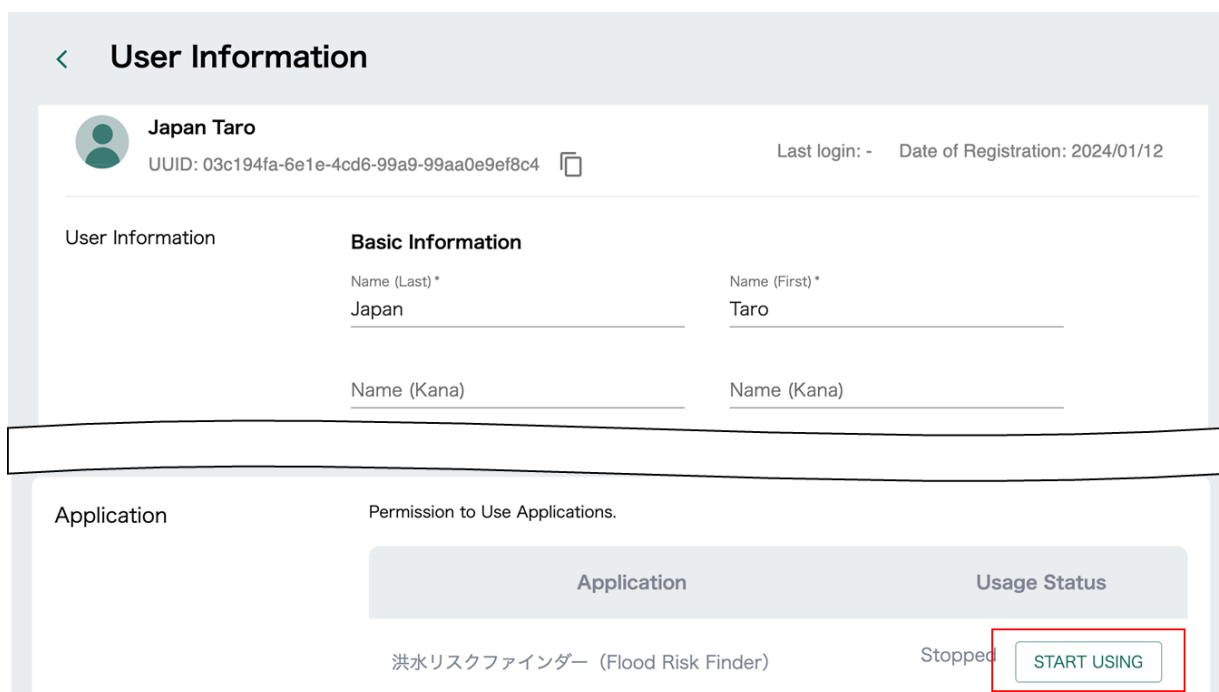 User Information
Japan Taro
UUID: 03c194fa-6e1e-4cd6-99a9-99aa0e9ef8c4
Last login: - Date of Registration: 2024/01/12
User Information
Basic Information
Name (Last) * Name (First) *
Japan Taro
Name (Kana) Name (Kana)
Application
Permission to Use Applications.
Application Usage Status
洪水リスクファインダー（Flood Risk Finder） Stopped START USING